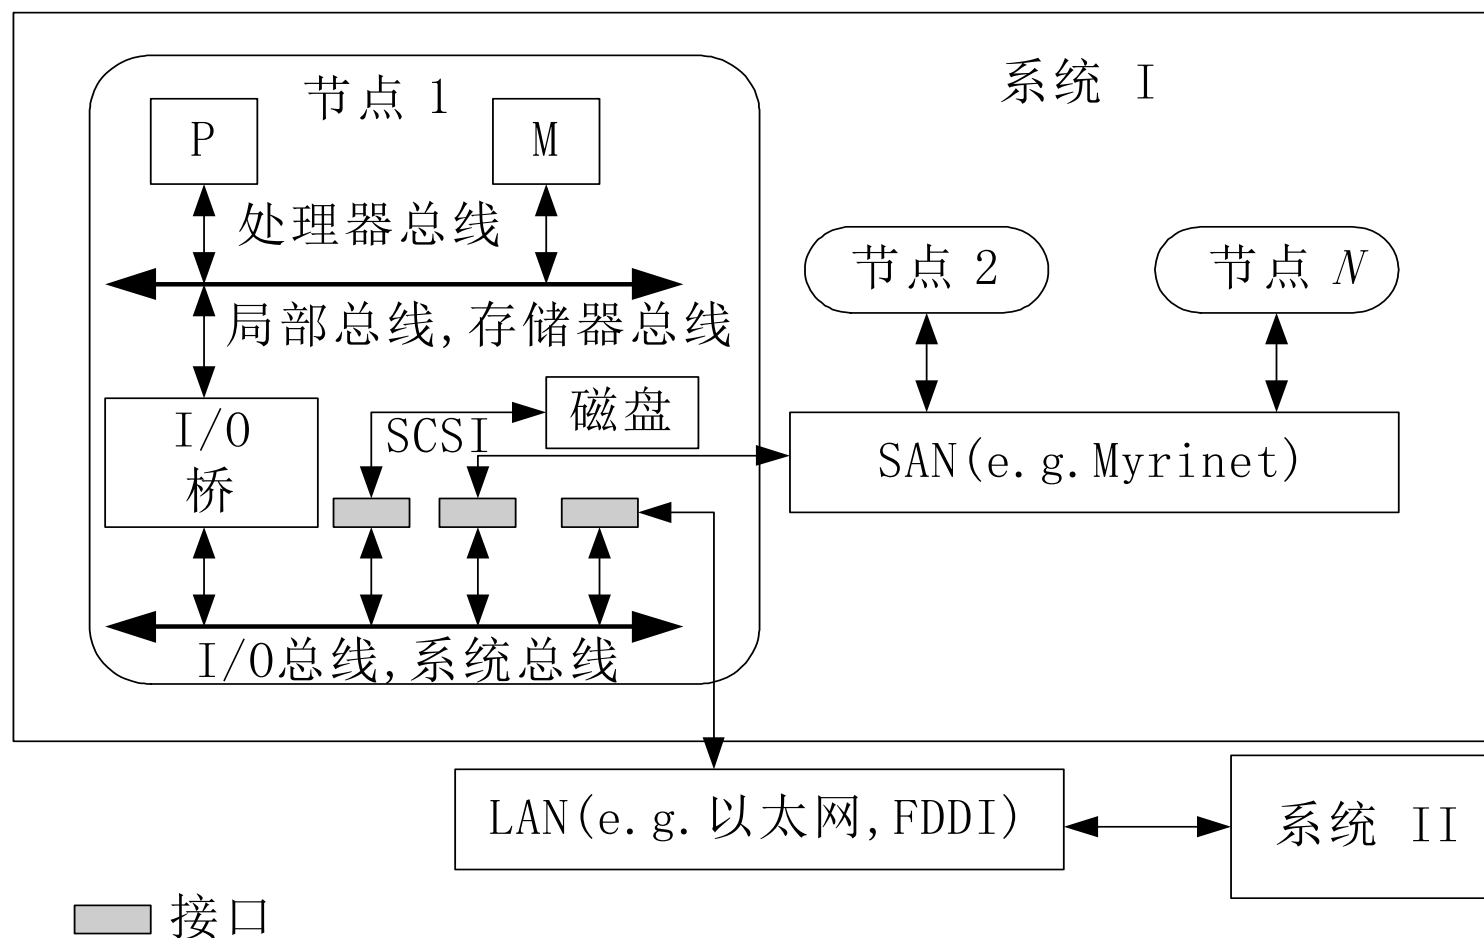 系统 I
节点 1
P
M
处理器总线
局部总线,存储器总线
节点 2
节点 N
I/O
桥
SCSI
磁盘
SAN(e.g.Myrinet)
I/O总线,系统总线
LAN(e.g.以太网,FDDI)
系统 II
接口